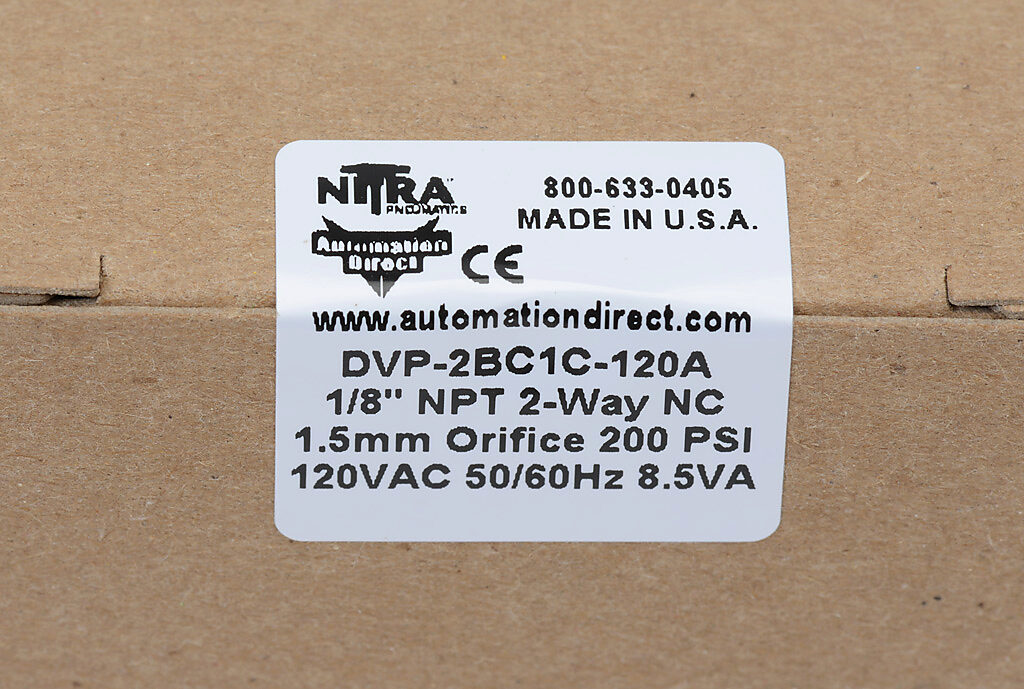 NITRA
PNEUMATICS
800-633-0405
MADE IN U.S.A.
Automation
Direct
CE
www.automationdirect.com
DVP-2BC1C-120A
1/8" NPT 2-Way NC
1.5mm Orifice 200 PSI
120VAC 50/60Hz 8.5VA